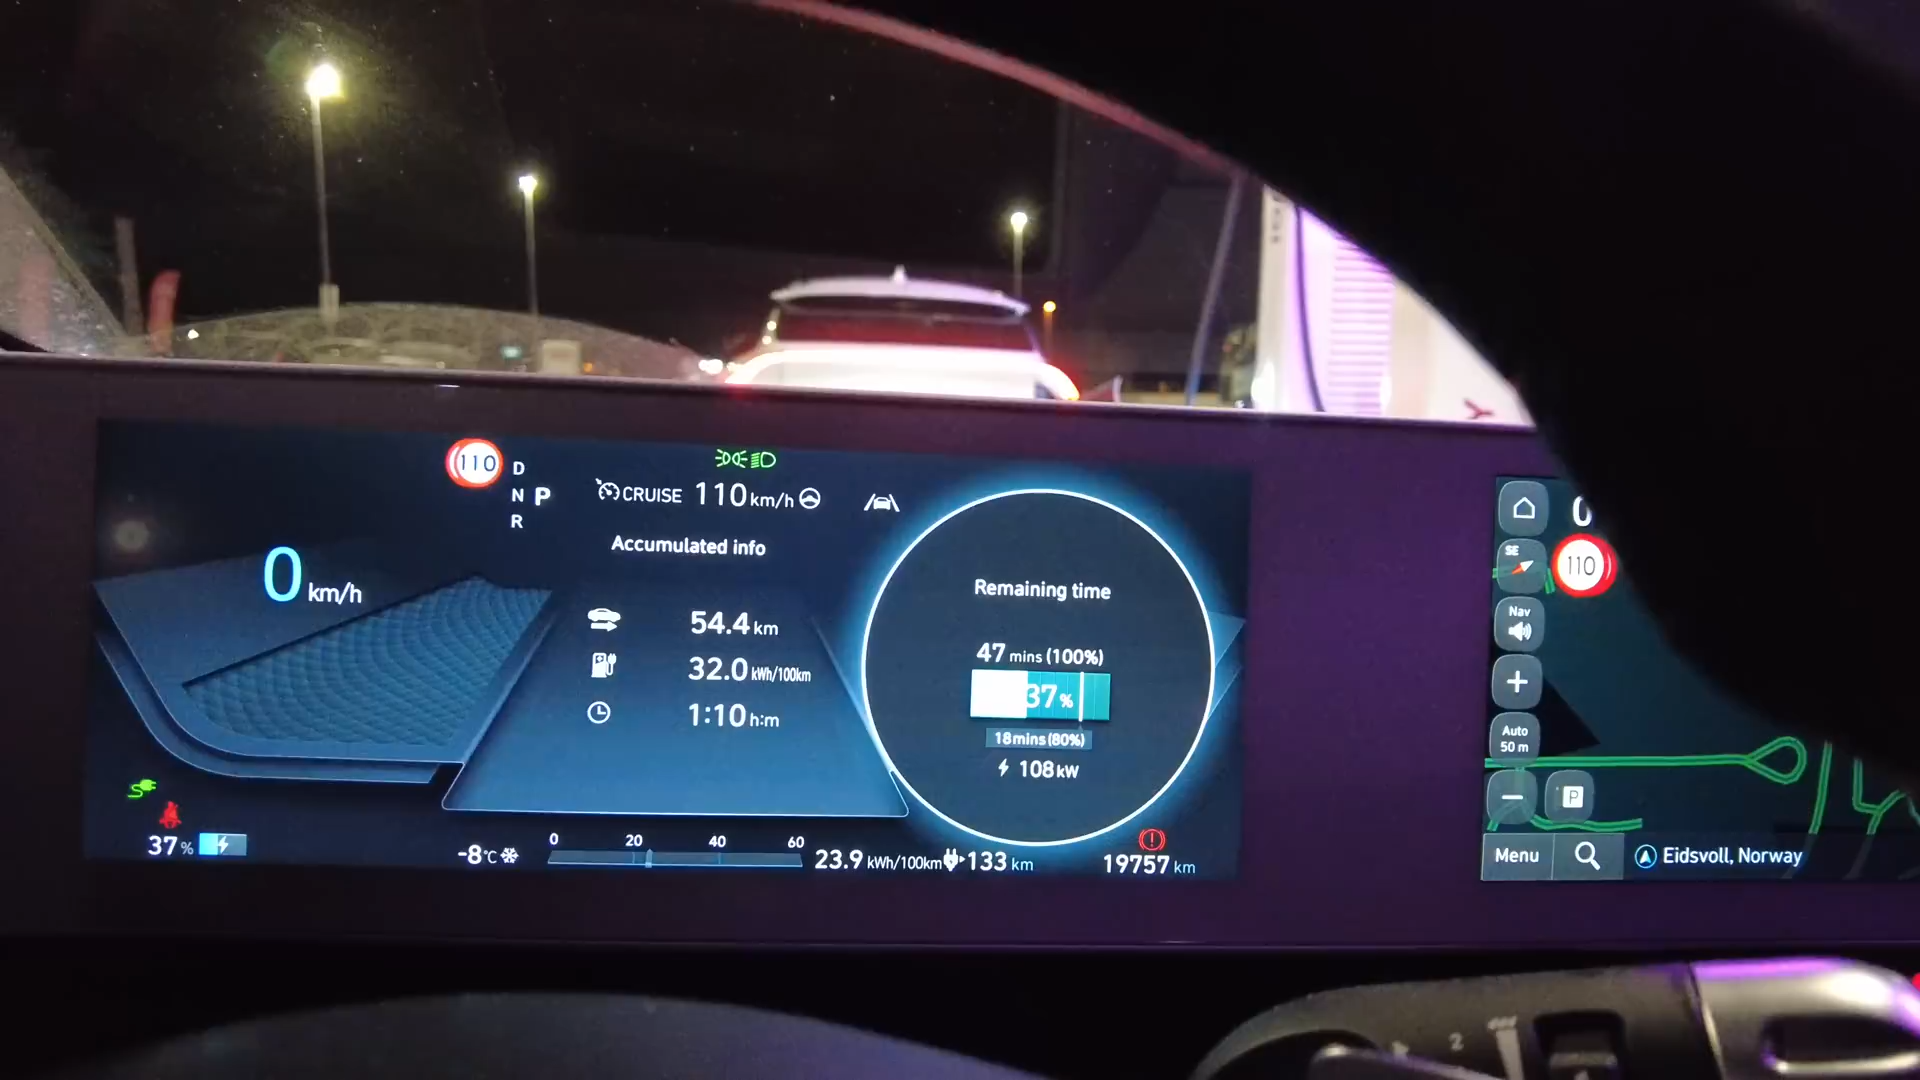 110
D
N P
R
CRUISE 110 km/h
Accumulated info
0 km/h
54.4 km
32.0 kWh/100km
1:10 h:m
Remaining time
47 mins (100%)
37 %
18mins(80%)
108 kW
37 %
-8°C
0 20 40 60
23.9 kWh/100km
133 km
19757 km
0
SE
110
Nav
+
Auto
50 m
−
P
Menu
Eidsvoll, Norway
2